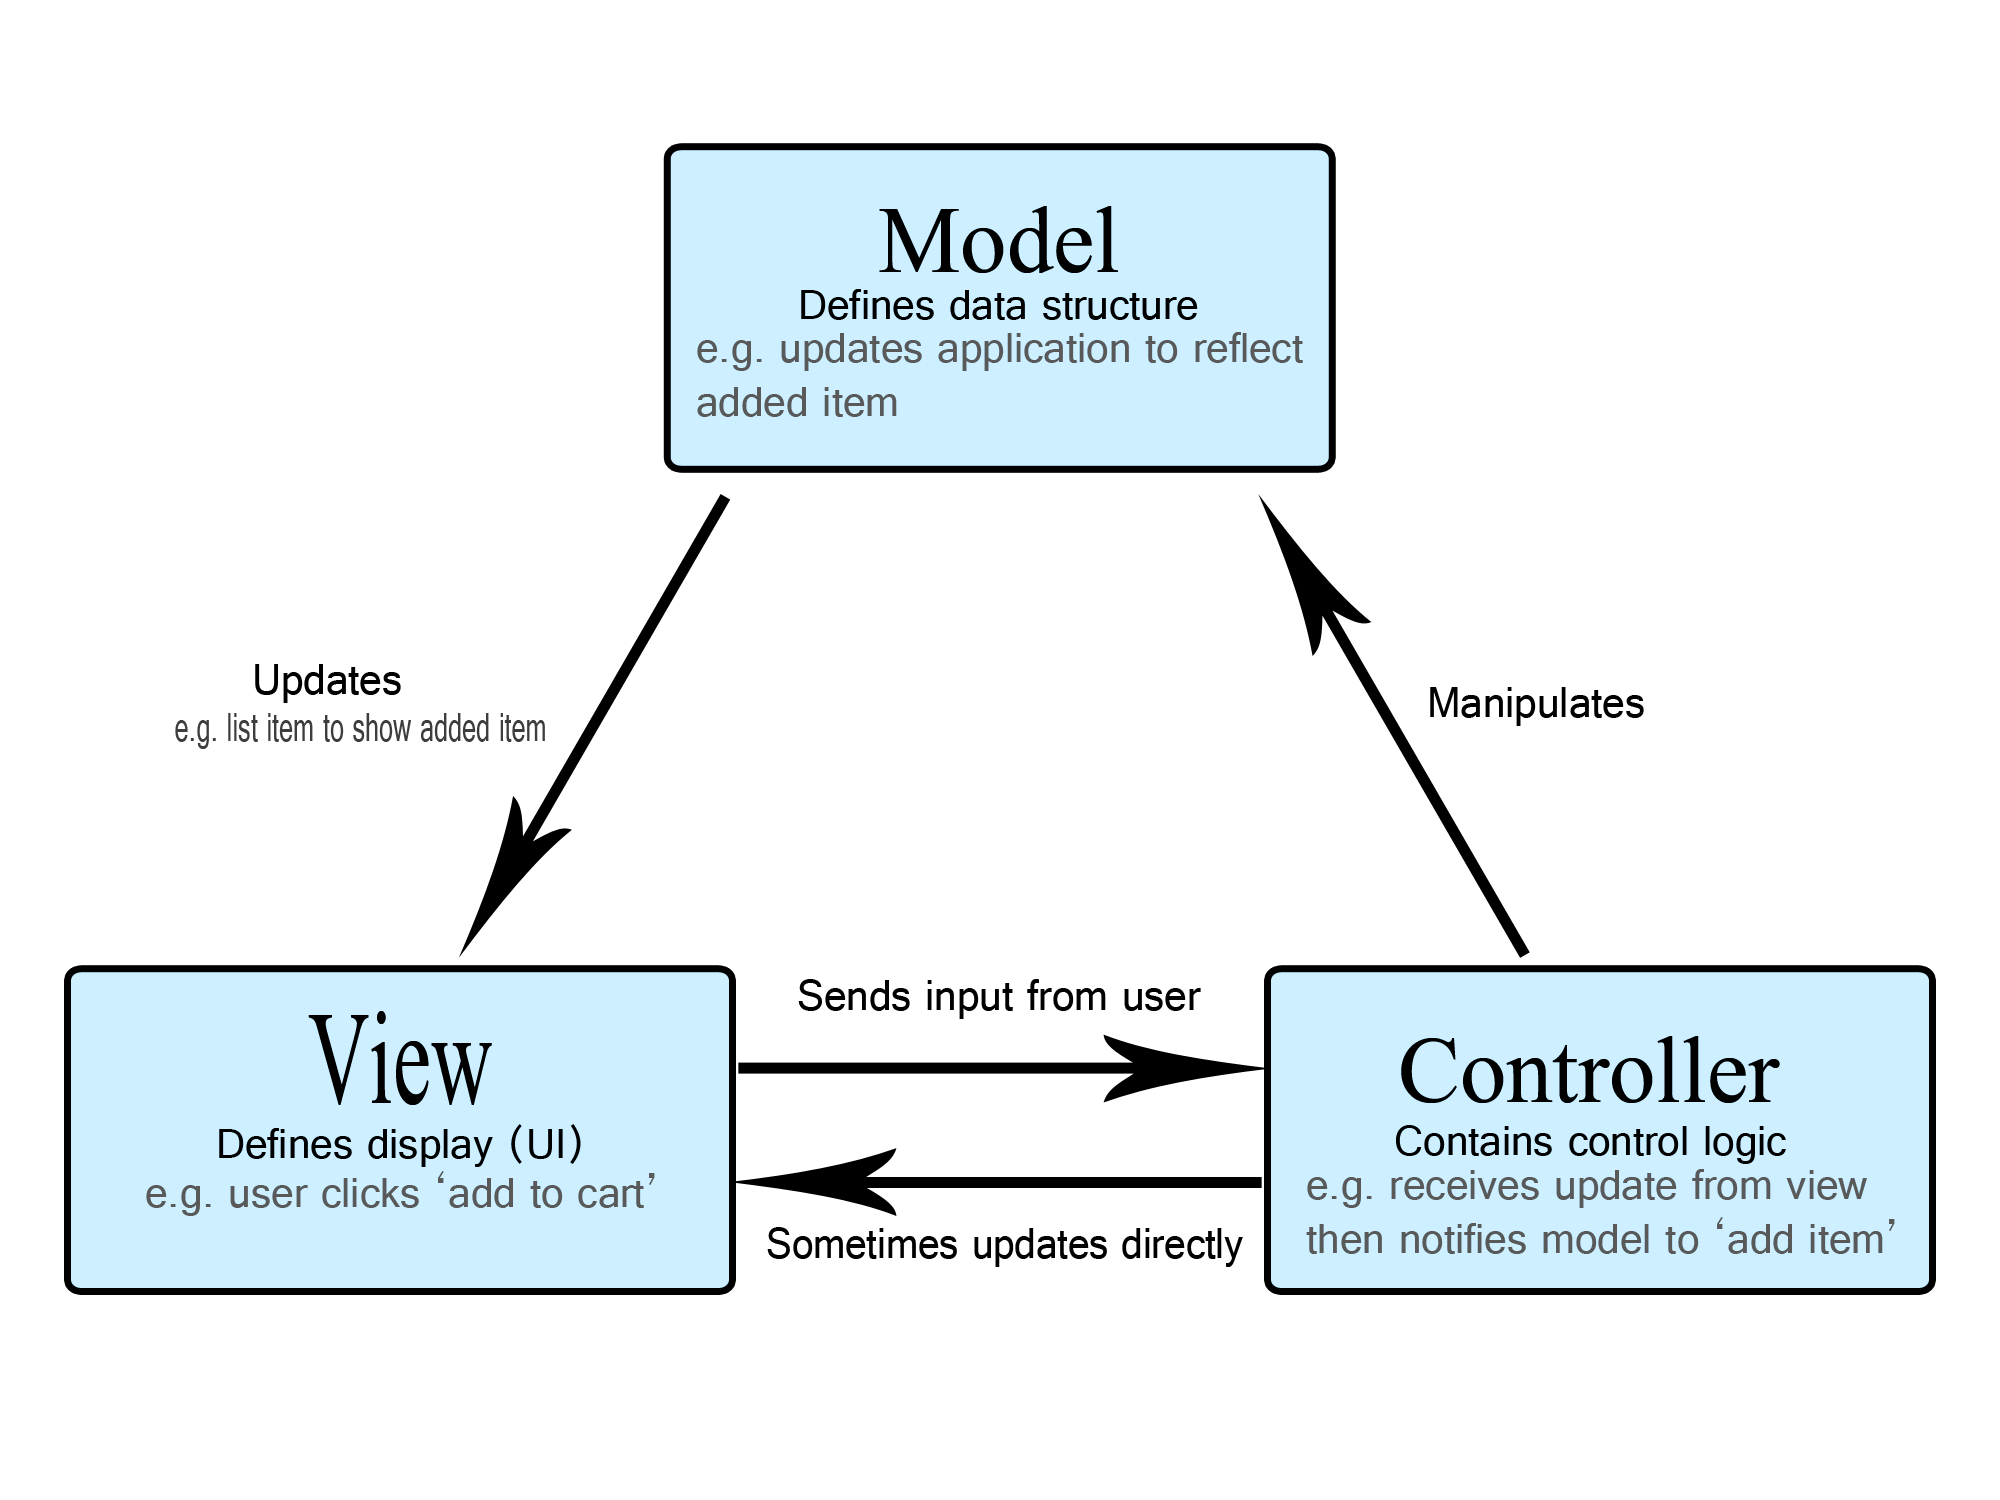 Model
Defines data structure
e.g. updates application to reflect
added item
Updates
e.g. list item to show added item
Manipulates
Sends input from user
View
Defines display (UI)
e.g. user clicks ‘add to cart’
Controller
Contains control logic
e.g. receives update from view
then notifies model to ‘add item’
Sometimes updates directly